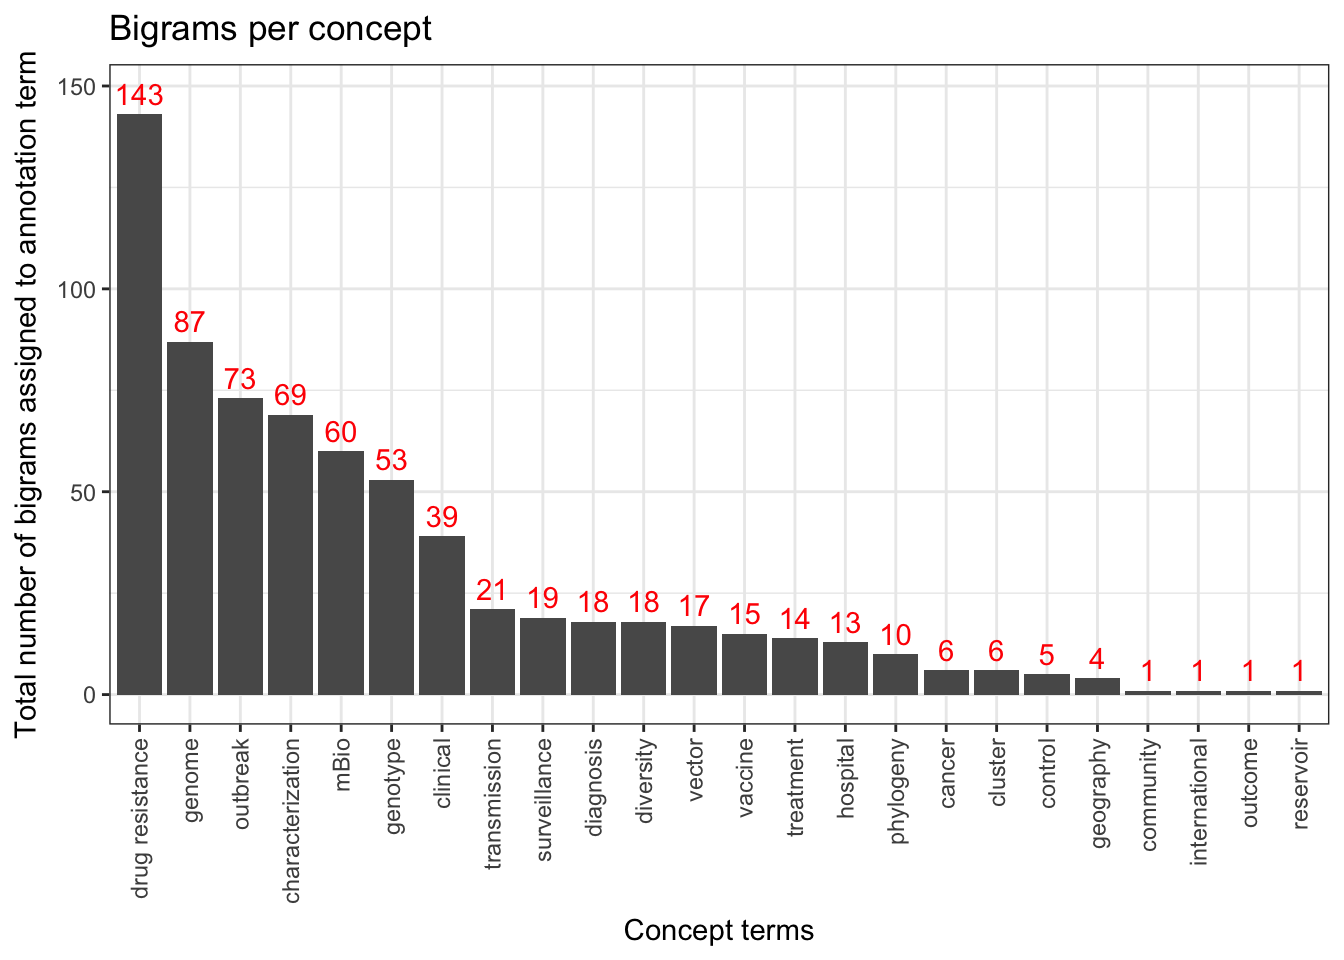 Bigrams per concept
Total number of bigrams assigned to annotation term
150
100
50
0
143
87
73
69
60
53
39
21
19
18
18
17
15
14
13
10
6
6
5
4
1
1
1
1
drug resistance
genome
outbreak
characterization
mBio
genotype
clinical
transmission
surveillance
diagnosis
diversity
vector
vaccine
treatment
hospital
phylogeny
cancer
cluster
control
geography
community
international
outcome
reservoir
Concept terms